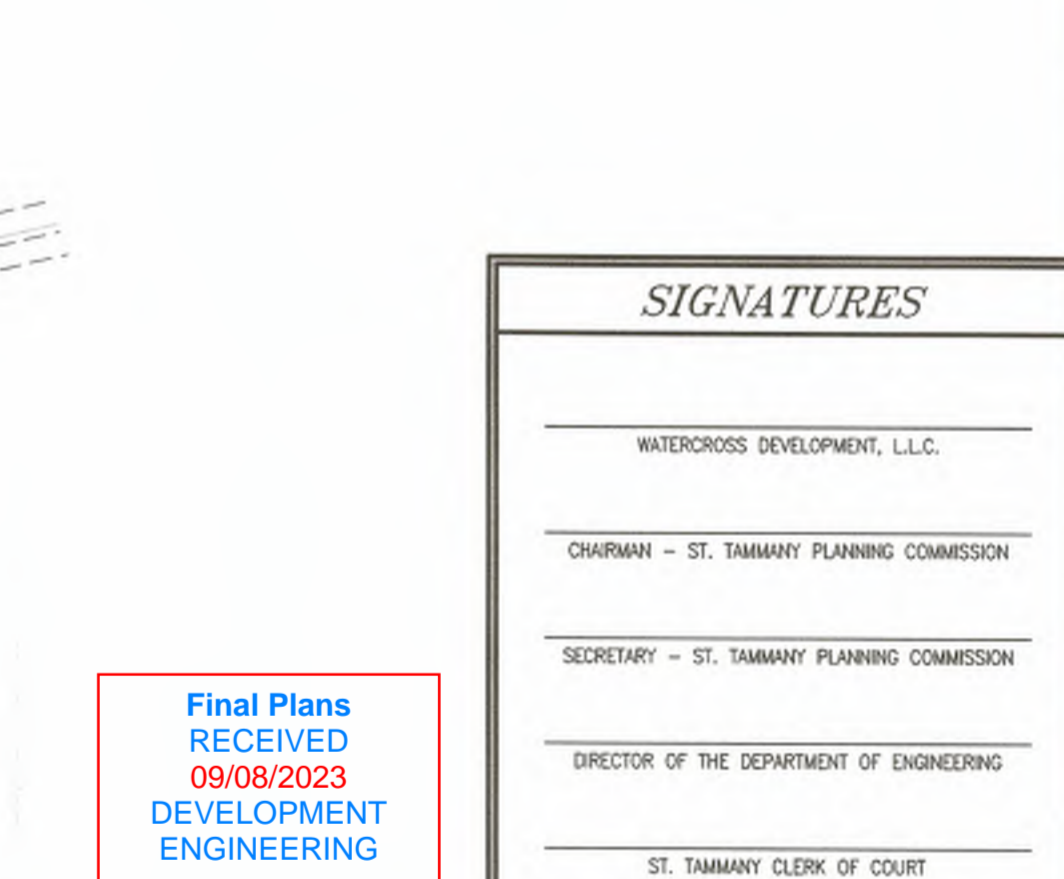 SIGNATURES
WATERCROSS DEVELOPMENT, L.L.C.
CHAIRMAN – ST. TAMMANY PLANNING COMMISSION
SECRETARY – ST. TAMMANY PLANNING COMMISSION
DIRECTOR OF THE DEPARTMENT OF ENGINEERING
ST. TAMMANY CLERK OF COURT
Final Plans
RECEIVED
09/08/2023
DEVELOPMENT
ENGINEERING